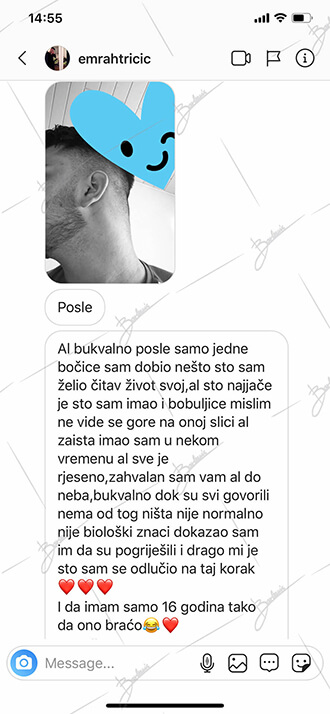 14:55
emrahtricic
Posle
Al bukvalno posle samo jedne
bočice sam dobio nešto sto sam
želio čitav život svoj,al sto najjače
je sto sam imao i bobuljice mislim
ne vide se gore na onoj slici al
zaista imao sam u nekom
vremenu al sve je
rjeseno,zahvalan sam vam al do
neba,bukvalno dok su svi govorili
nema od tog ništa nije normalno
nije biološki znaci dokazao sam
im da su pogriješili i drago mi je
sto sam se odlučio na taj korak
❤️❤️❤️
I da imam samo 16 godina tako
da ono braćo😂❤️
Message...